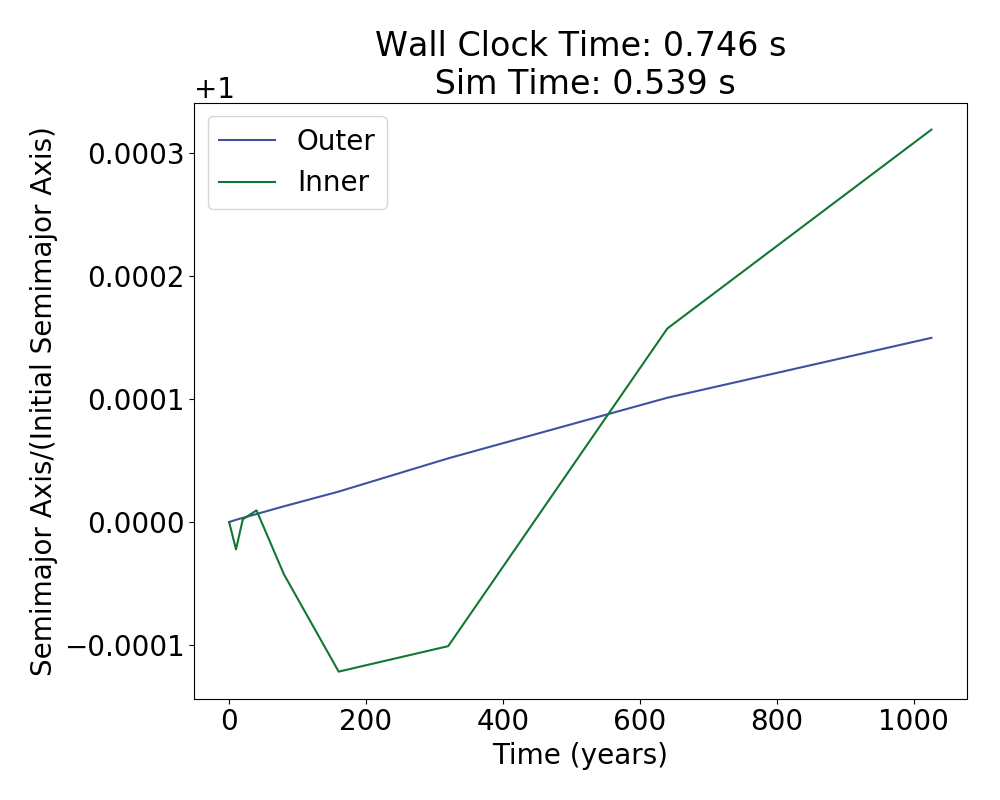 Wall Clock Time: 0.746 s
Sim Time: 0.539 s
+1
Outer
Inner
0.0003
0.0002
0.0001
0.0000
−0.0001
Semimajor Axis/(Initial Semimajor Axis)
0 200 400 600 800 1000
Time (years)